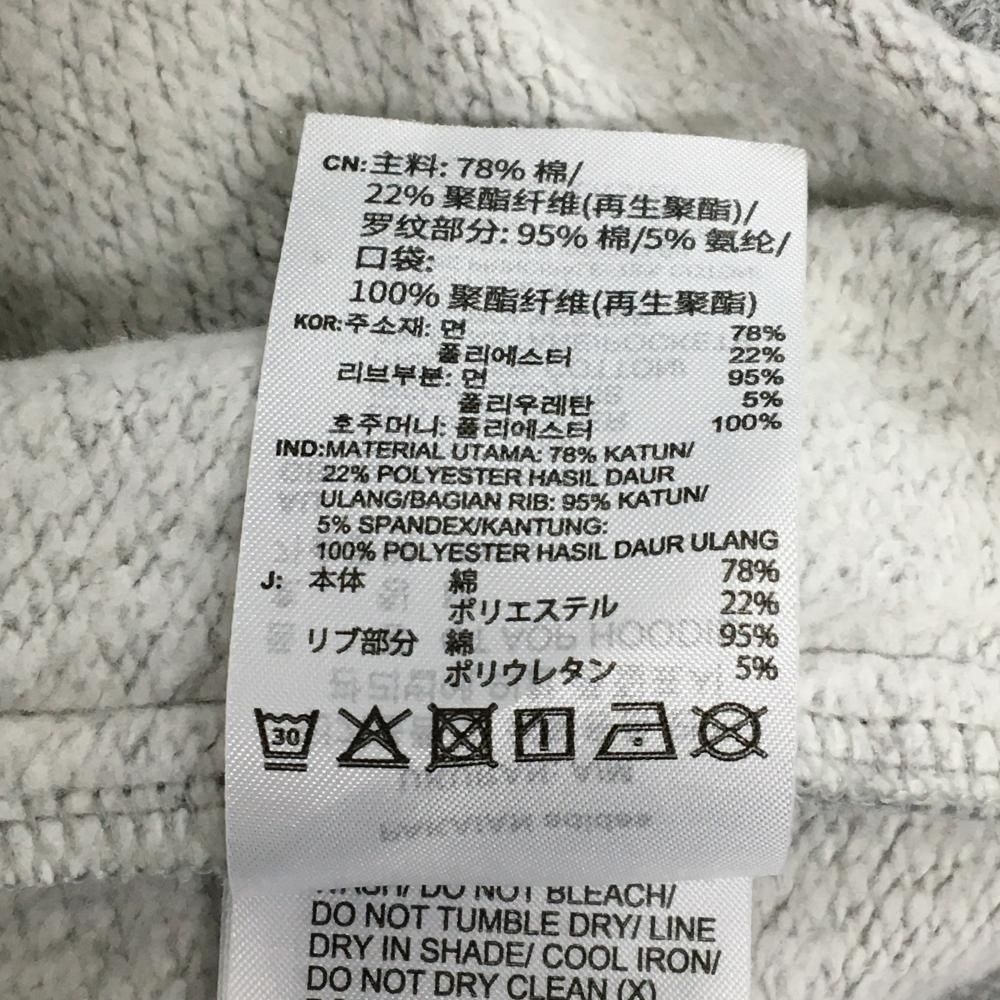 CN:主料: 78% 棉/
22% 聚酯纤维(再生聚酯)/
罗纹部分: 95% 棉/5% 氨纶/
口袋:
100% 聚酯纤维(再生聚酯)
KOR:주소재: 면 78%
폴리에스터 22%
리브부분: 면 95%
폴리우레탄 5%
호주머니: 폴리에스터 100%
IND:MATERIAL UTAMA: 78% KATUN/
22% POLYESTER HASIL DAUR
ULANG/BAGIAN RIB: 95% KATUN/
5% SPANDEX/KANTUNG:
100% POLYESTER HASIL DAUR ULANG
J: 本体 綿 78%
ポリエステル 22%
リブ部分 綿 95%
ポリウレタン 5%
30
WASH/ DO NOT BLEACH/
DO NOT TUMBLE DRY/ LINE
DRY IN SHADE/ COOL IRON/
DO NOT DRY CLEAN (X)